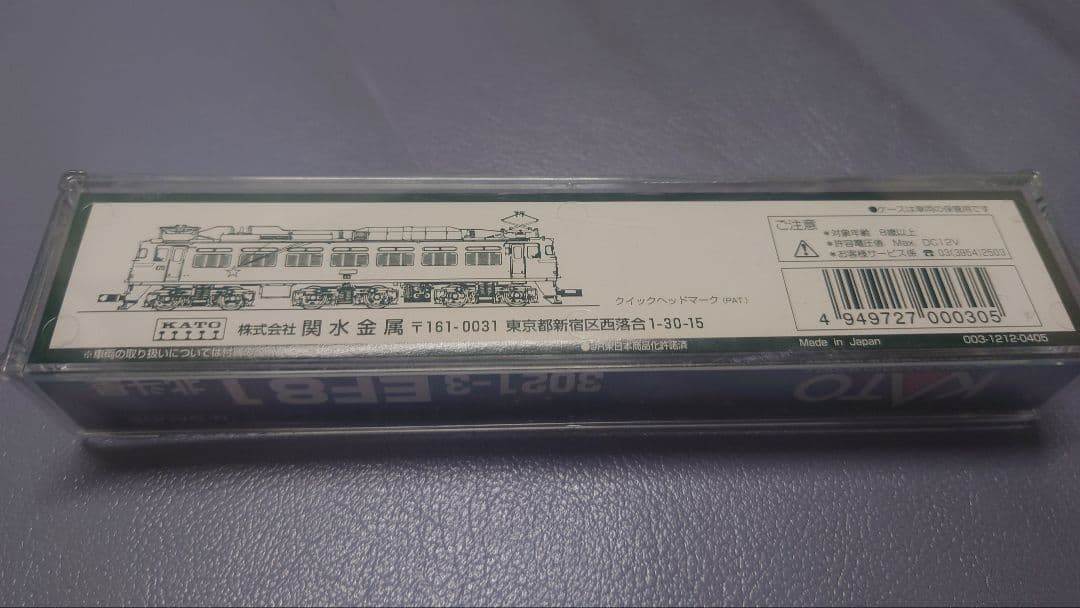 ●ケースは車両の保管用です
ご注意
*対象年齢 8歳以上
*許容電圧値 Max. DC12V
*お客様サービス係 ☎ 03(3954)2503
クイックヘッドマーク(PAT.)
4 949727 000305
KATO 株式会社 関水金属 〒161-0031 東京都新宿区西落合1-30-15
※車両の取り扱いについては付
●JR東日本商品化許諾済
Made in Japan
003-1212-0405
KATO
3021-3 EF81 北斗星